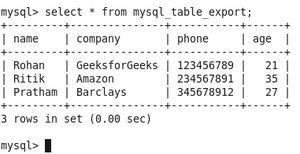 mysql> select * from mysql_table_export;
+---------+---------------+-----------+------+
| name    | company       | phone     | age  |
+---------+---------------+-----------+------+
| Rohan   | GeeksforGeeks | 123456789 |   21 |
| Ritik   | Amazon        | 234567891 |   35 |
| Pratham | Barclays      | 345678912 |   27 |
+---------+---------------+-----------+------+
3 rows in set (0.00 sec)
mysql>